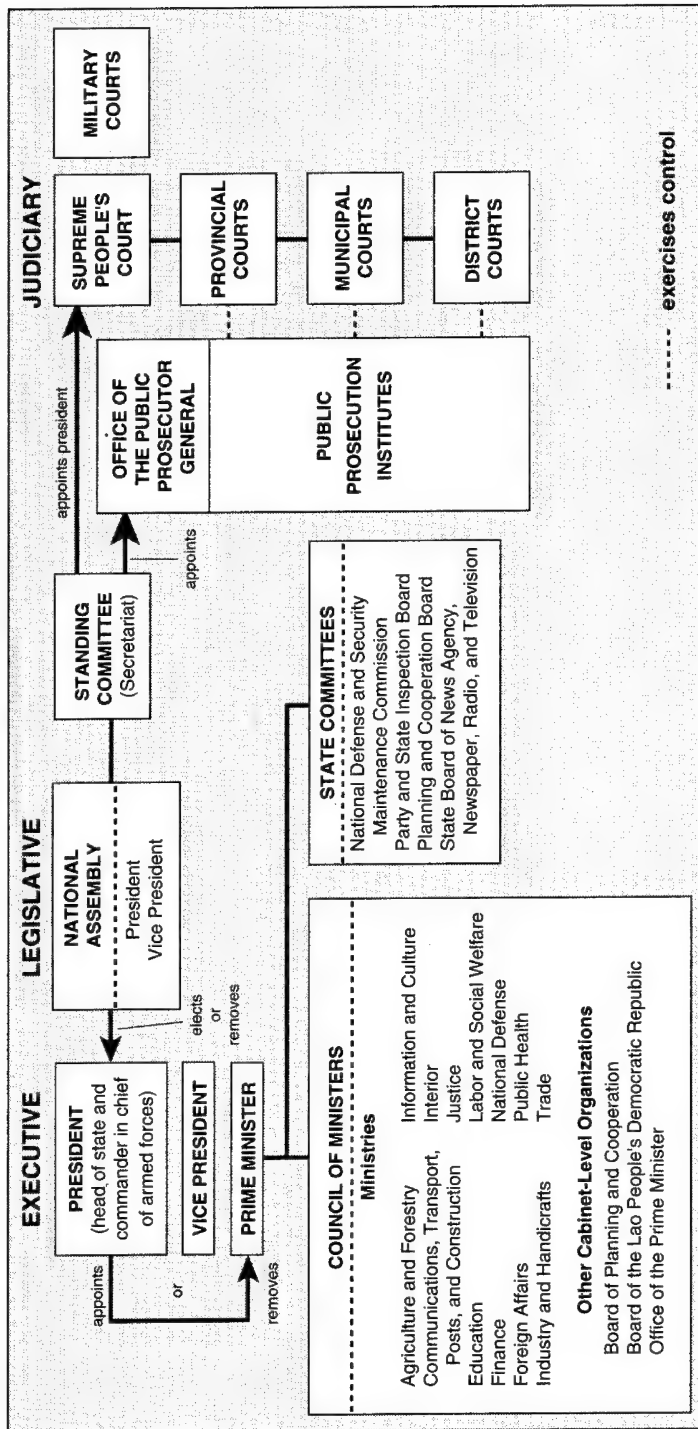 EXECUTIVE
PRESIDENT
(head of state and
commander in chief
of armed forces)
appoints
or
removes
VICE PRESIDENT
PRIME MINISTER
elects
or
removes
LEGISLATIVE
NATIONAL
ASSEMBLY
President
Vice President
STANDING
COMMITTEE
(Secretariat)
appoints president
appoints
JUDICIARY
SUPREME
PEOPLE'S
COURT
MILITARY
COURTS
OFFICE OF
THE PUBLIC
PROSECUTOR
GENERAL
PUBLIC
PROSECUTION
INSTITUTES
PROVINCIAL
COURTS
MUNICIPAL
COURTS
DISTRICT
COURTS
COUNCIL OF MINISTERS
Ministries
Agriculture and Forestry
Communications, Transport,
Posts, and Construction
Education
Finance
Foreign Affairs
Industry and Handicrafts
Information and Culture
Interior
Justice
Labor and Social Welfare
National Defense
Public Health
Trade
Other Cabinet-Level Organizations
Board of Planning and Cooperation
Board of the Lao People's Democratic Republic
Office of the Prime Minister
STATE COMMITTEES
National Defense and Security
Maintenance Commission
Party and State Inspection Board
Planning and Cooperation Board
State Board of News Agency,
Newspaper, Radio, and Television
exercises control